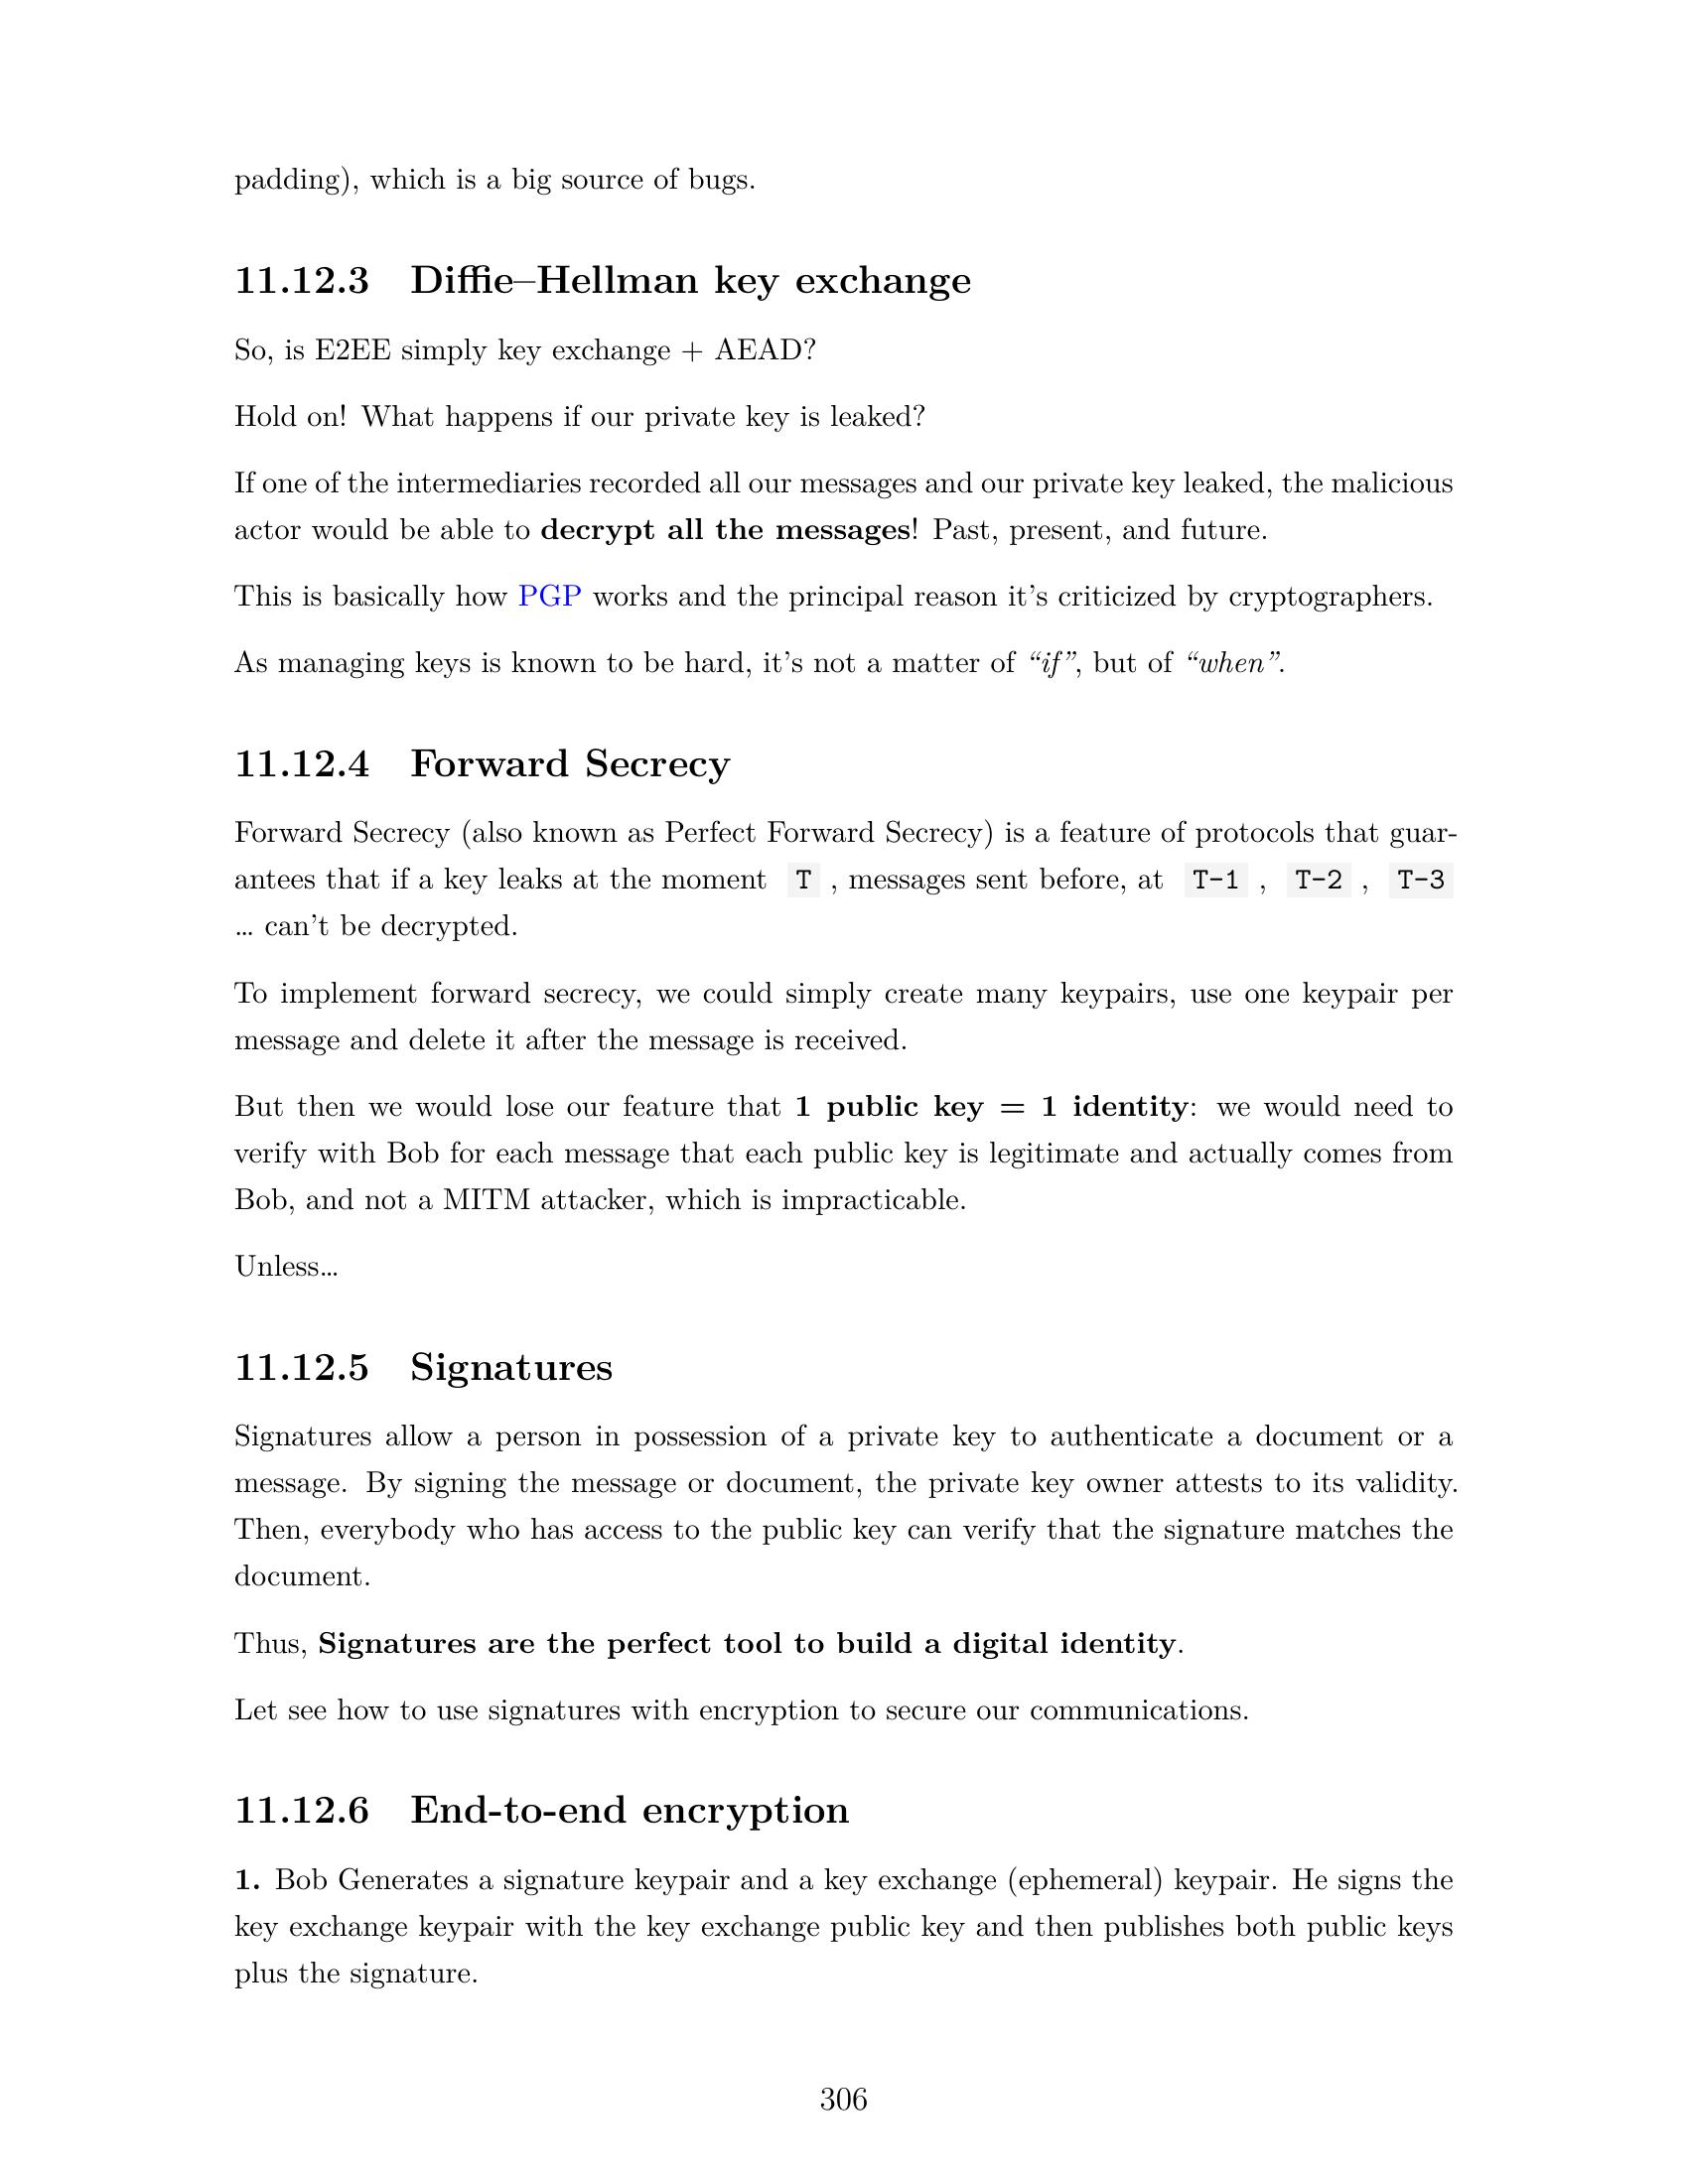 padding), which is a big source of bugs.
11.12.3 Diffie–Hellman key exchange
So, is E2EE simply key exchange + AEAD?
Hold on! What happens if our private key is leaked?
If one of the intermediaries recorded all our messages and our private key leaked, the malicious
actor would be able to decrypt all the messages! Past, present, and future.
This is basically how PGP works and the principal reason it’s criticized by cryptographers.
As managing keys is known to be hard, it’s not a matter of “if”, but of “when”.
11.12.4 Forward Secrecy
Forward Secrecy (also known as Perfect Forward Secrecy) is a feature of protocols that guar-
antees that if a key leaks at the moment T , messages sent before, at T-1 , T-2 , T-3
… can’t be decrypted.
To implement forward secrecy, we could simply create many keypairs, use one keypair per
message and delete it after the message is received.
But then we would lose our feature that 1 public key = 1 identity: we would need to
verify with Bob for each message that each public key is legitimate and actually comes from
Bob, and not a MITM attacker, which is impracticable.
Unless…
11.12.5 Signatures
Signatures allow a person in possession of a private key to authenticate a document or a
message. By signing the message or document, the private key owner attests to its validity.
Then, everybody who has access to the public key can verify that the signature matches the
document.
Thus, Signatures are the perfect tool to build a digital identity.
Let see how to use signatures with encryption to secure our communications.
11.12.6 End-to-end encryption
1. Bob Generates a signature keypair and a key exchange (ephemeral) keypair. He signs the
key exchange keypair with the key exchange public key and then publishes both public keys
plus the signature.
306